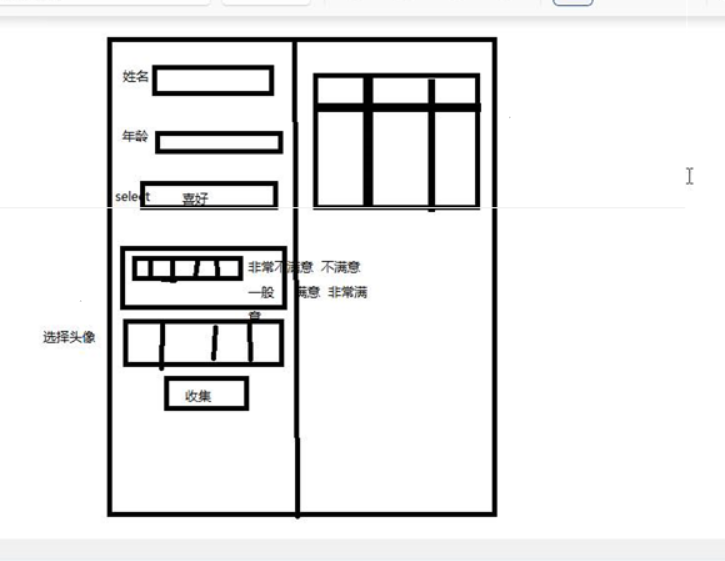 姓名
年龄
select 喜好
非常不满意 不满意
一般 满意 非常满
意
选择头像
收集